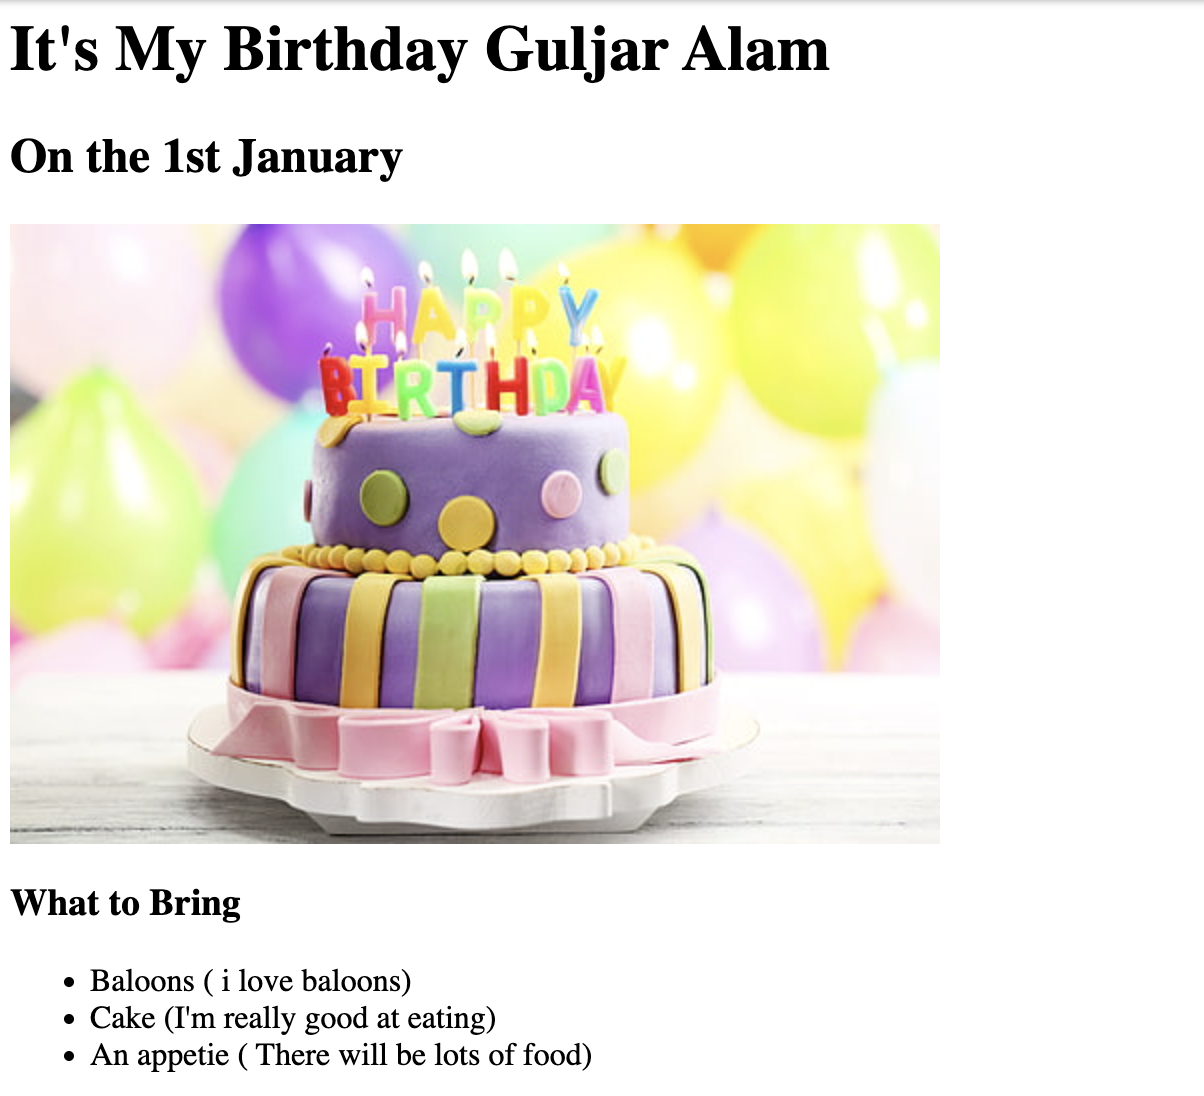 It's My Birthday Guljar Alam
On the 1st January
HAPPY
BIRTHDAY
What to Bring
• Baloons ( i love baloons)
• Cake (I'm really good at eating)
• An appetie ( There will be lots of food)